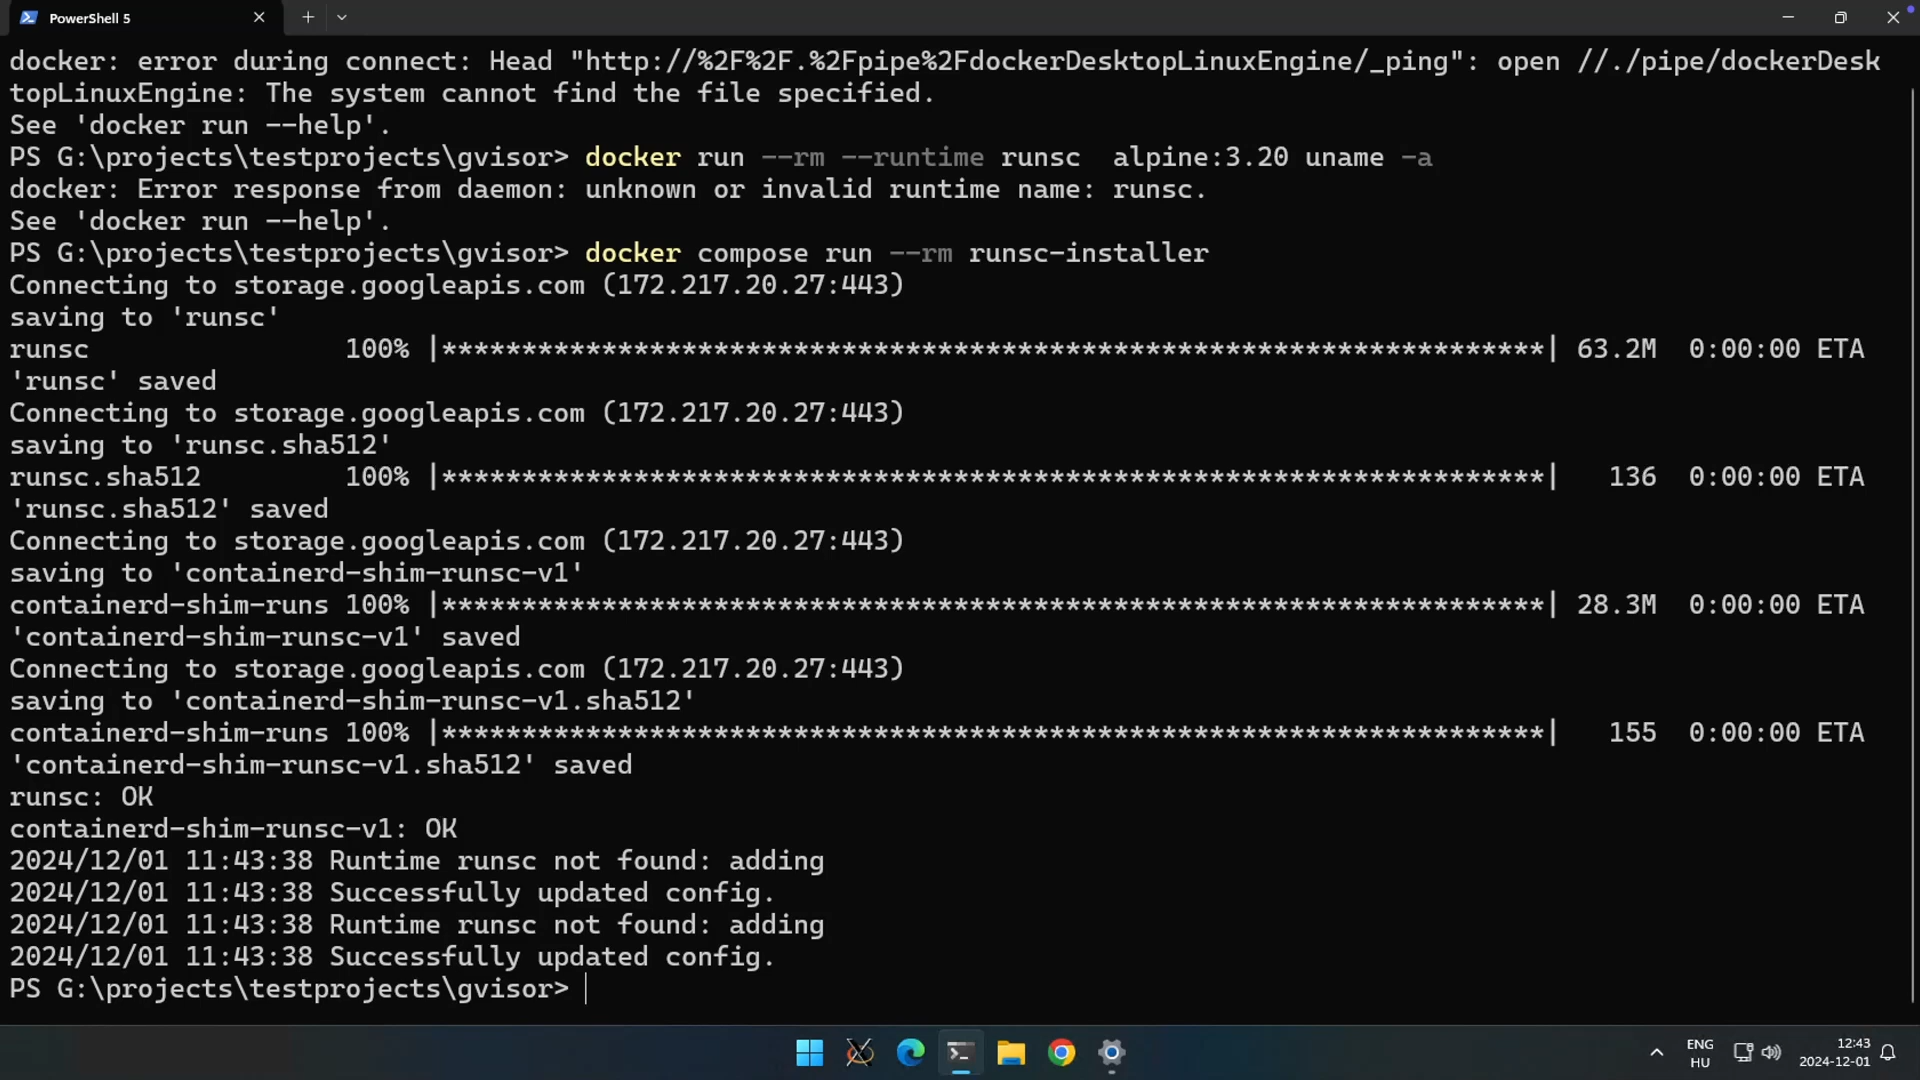 PowerShell 5
docker: error during connect: Head "http://%2F%2F.%2Fpipe%2FdockerDesktopLinuxEngine/_ping": open //./pipe/dockerDesk
topLinuxEngine: The system cannot find the file specified.
See 'docker run --help'.
PS G:\projects\testprojects\gvisor> docker run --rm --runtime runsc  alpine:3.20 uname -a
docker: Error response from daemon: unknown or invalid runtime name: runsc.
See 'docker run --help'.
PS G:\projects\testprojects\gvisor> docker compose run --rm runsc-installer
Connecting to storage.googleapis.com (172.217.20.27:443)
saving to 'runsc'
runsc                100% |*********************************************************************| 63.2M  0:00:00 ETA
'runsc' saved
Connecting to storage.googleapis.com (172.217.20.27:443)
saving to 'runsc.sha512'
runsc.sha512         100% |*********************************************************************|   136  0:00:00 ETA
'runsc.sha512' saved
Connecting to storage.googleapis.com (172.217.20.27:443)
saving to 'containerd-shim-runsc-v1'
containerd-shim-runs 100% |*********************************************************************| 28.3M  0:00:00 ETA
'containerd-shim-runsc-v1' saved
Connecting to storage.googleapis.com (172.217.20.27:443)
saving to 'containerd-shim-runsc-v1.sha512'
containerd-shim-runs 100% |*********************************************************************|   155  0:00:00 ETA
'containerd-shim-runsc-v1.sha512' saved
runsc: OK
containerd-shim-runsc-v1: OK
2024/12/01 11:43:38 Runtime runsc not found: adding
2024/12/01 11:43:38 Successfully updated config.
2024/12/01 11:43:38 Runtime runsc not found: adding
2024/12/01 11:43:38 Successfully updated config.
PS G:\projects\testprojects\gvisor>
ENG
HU
12:43
2024-12-01